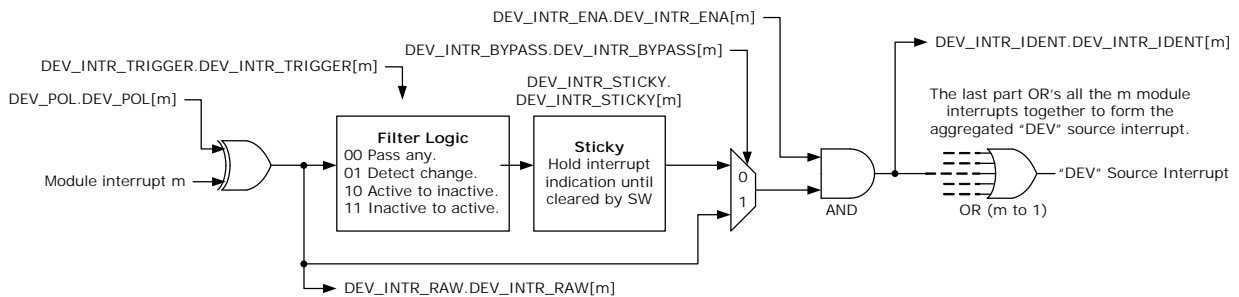 DEV_INTR_ENA.DEV_INTR_ENA[m]
DEV_INTR_BYPASS.DEV_INTR_BYPASS[m]
DEV_INTR_IDENT.DEV_INTR_IDENT[m]
DEV_INTR_TRIGGER.DEV_INTR_TRIGGER[m]
DEV_INTR_STICKY.
DEV_INTR_STICKY[m]
DEV_POL.DEV_POL[m]
The last part OR's all the m module
interrupts together to form the
aggregated "DEV" source interrupt.
Filter Logic
00 Pass any.
01 Detect change.
10 Active to inactive.
11 Inactive to active.
Sticky
Hold interrupt
indication until
cleared by SW
Module interrupt m
0
1
AND
"DEV" Source Interrupt
OR (m to 1)
DEV_INTR_RAW.DEV_INTR_RAW[m]